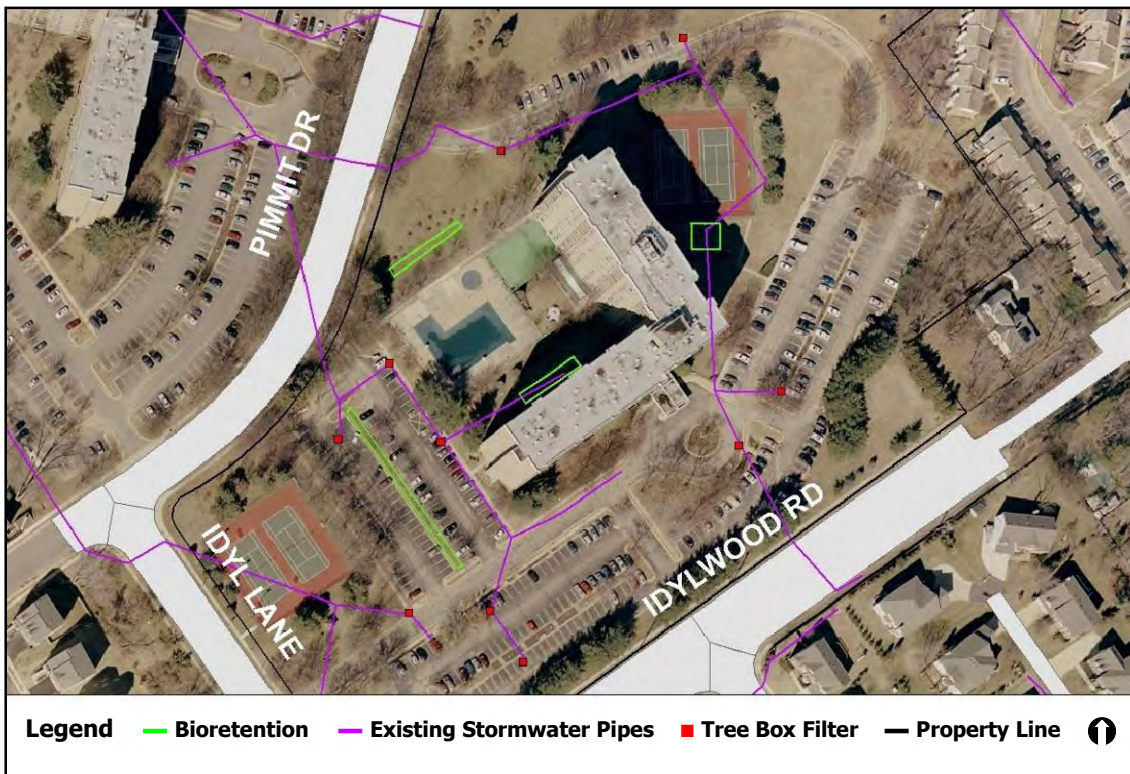 PIMMIT DR
IDYL LANE
IDYLWOOD RD
Legend Bioretention Existing Stormwater Pipes Tree Box Filter Property Line